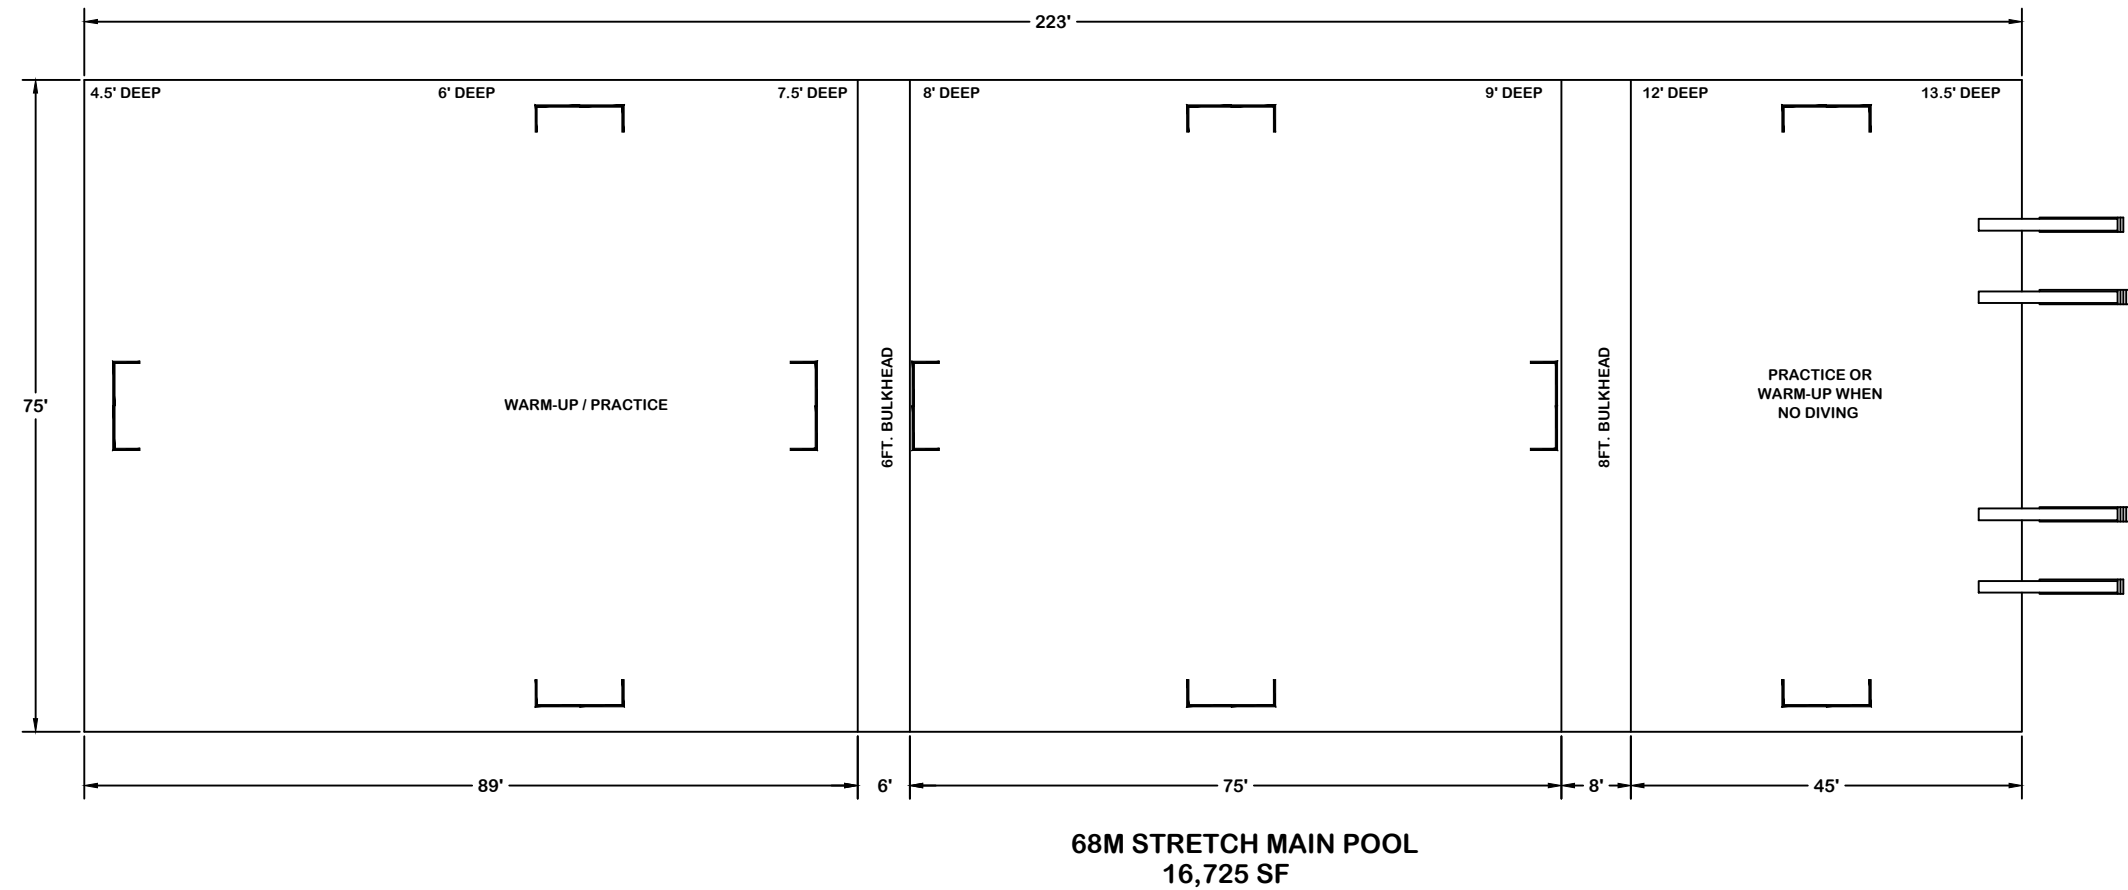 223'
4.5' DEEP
6' DEEP
7.5' DEEP
8' DEEP
9' DEEP
12' DEEP
13.5' DEEP
75'
WARM-UP / PRACTICE
6FT. BULKHEAD
8FT. BULKHEAD
PRACTICE OR
WARM-UP WHEN
NO DIVING
89'
6'
75'
8'
45'
68M STRETCH MAIN POOL
16,725 SF